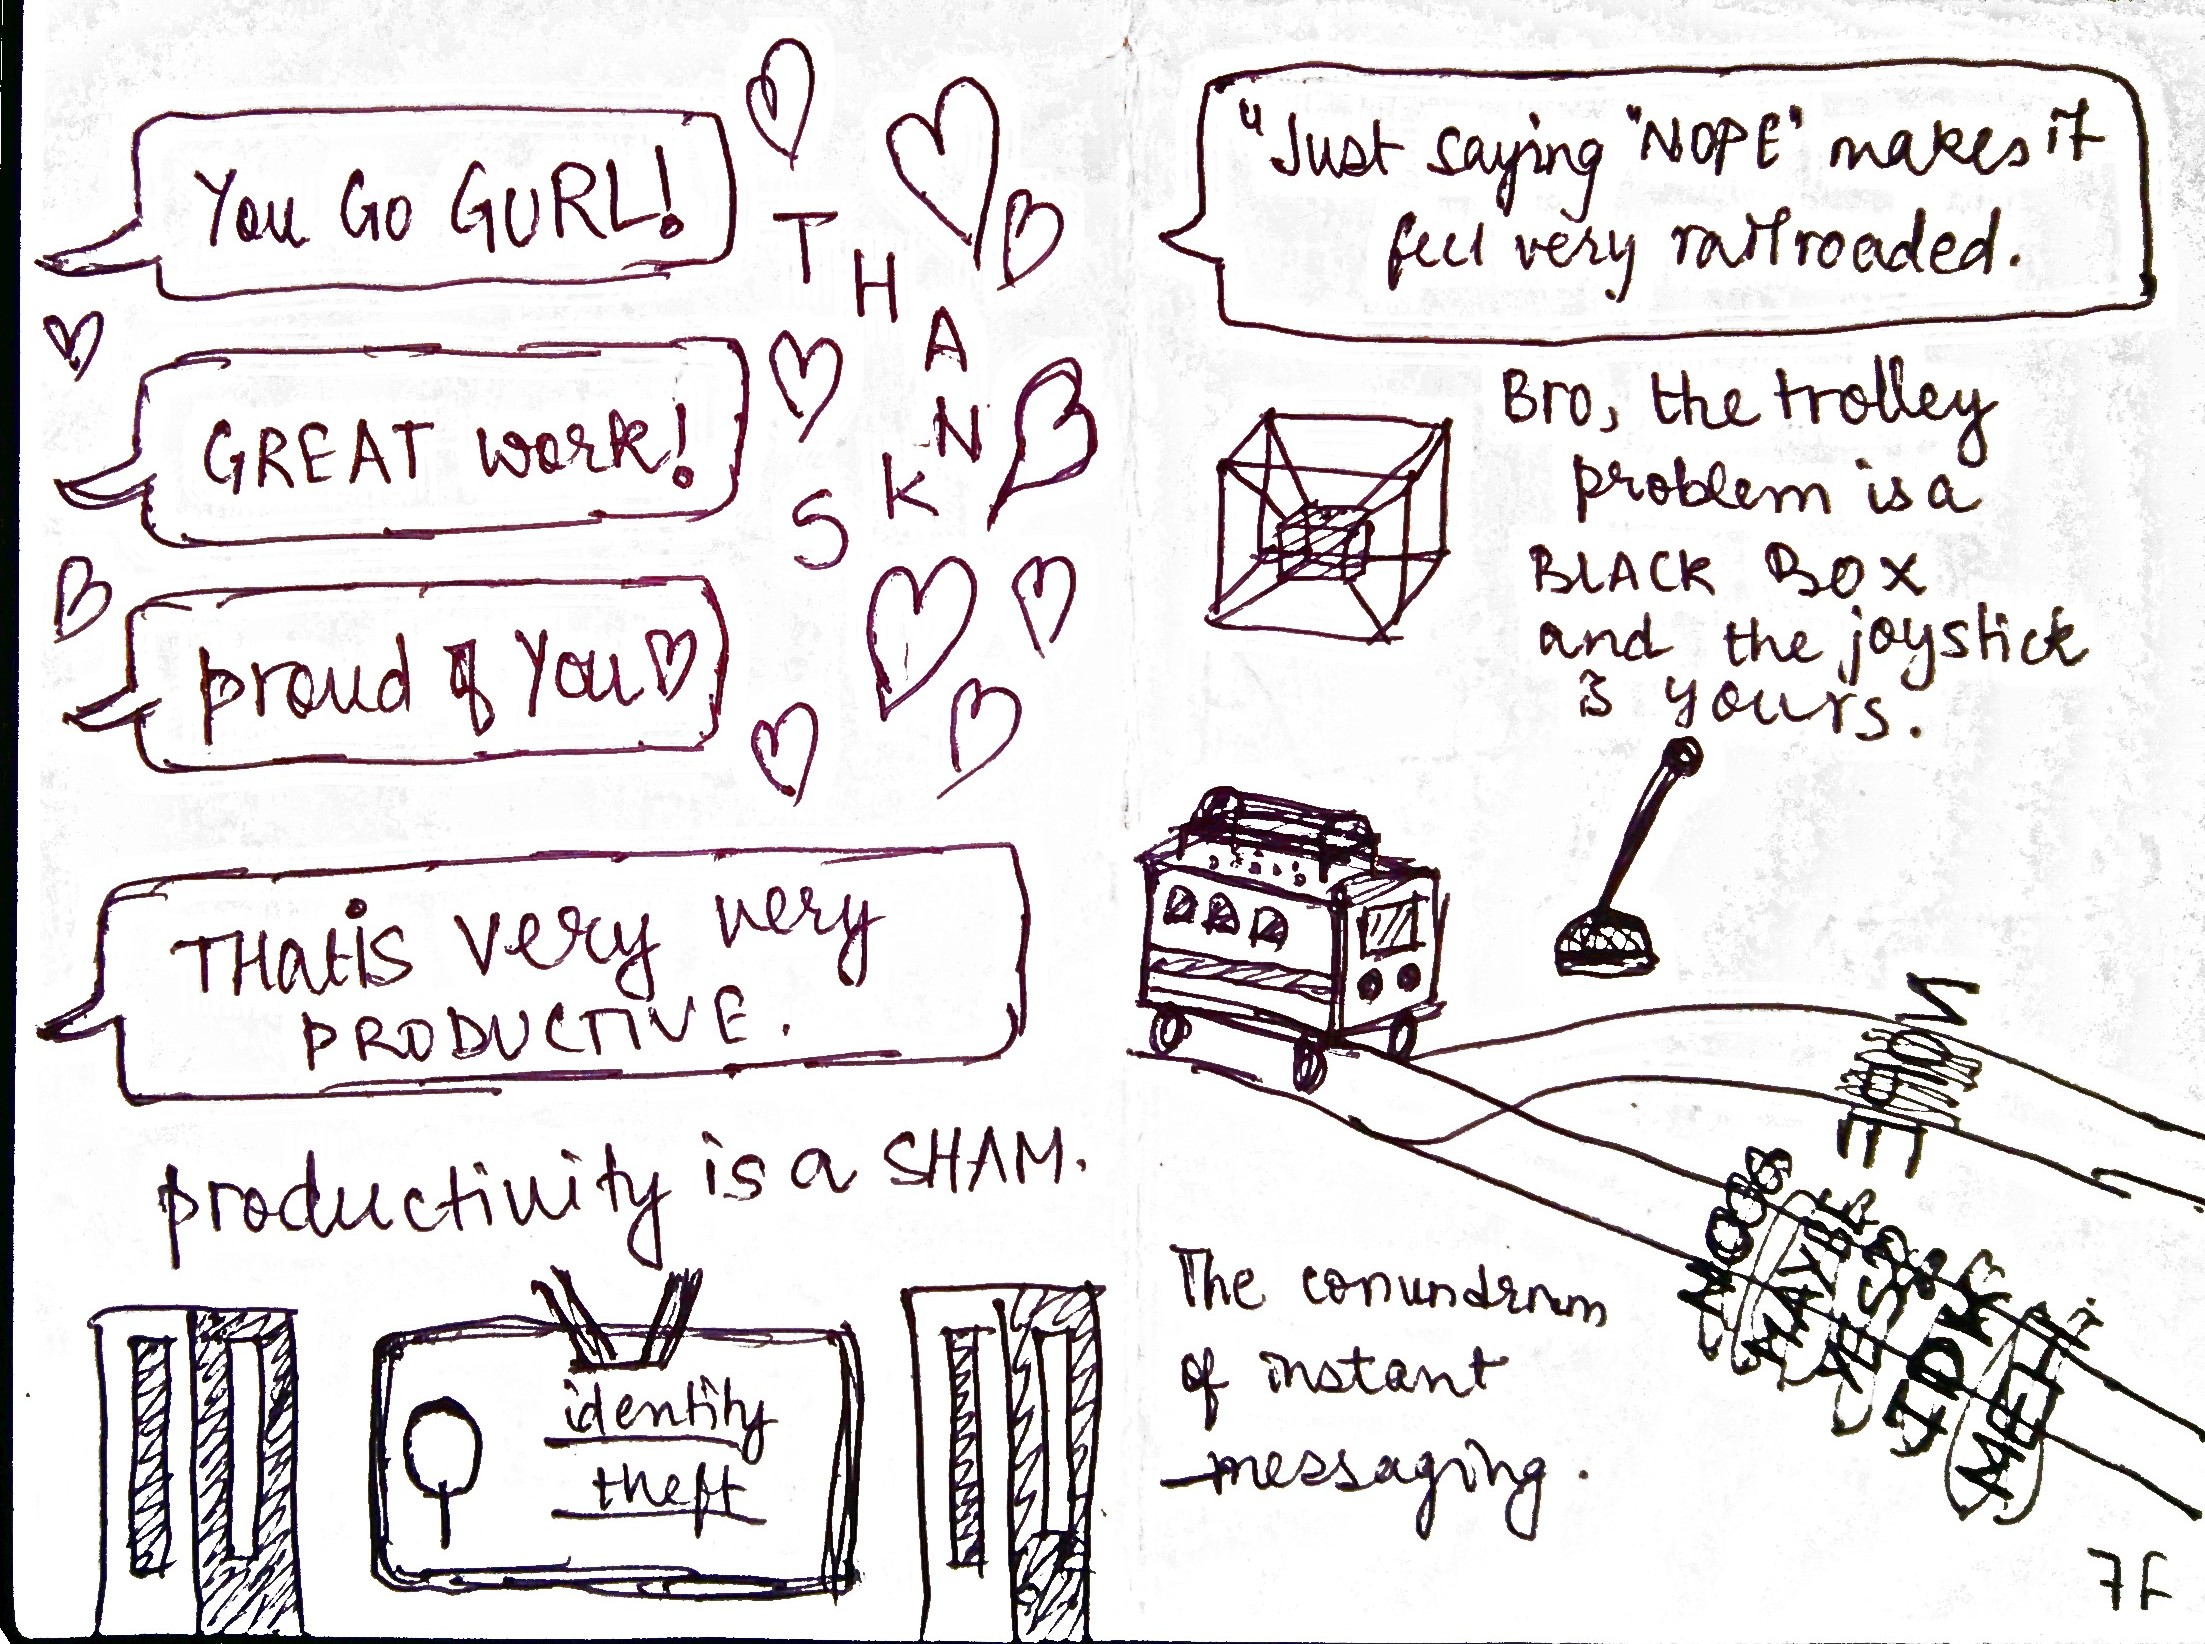 You Go GURL!
THANKS
GREAT work!
proud of You
THat is very very
PRODUCTIVE.
productivity is a SHAM.
identity
theft
"Just saying "NOPE" makes it
feel very railroaded.
Bro, the trolley
problem is a
BLACK BOX
and the joystick
is yours.
NOPE
MAYBE
YES
IDK
MEH
The conundrum
of instant
messaging.
7F